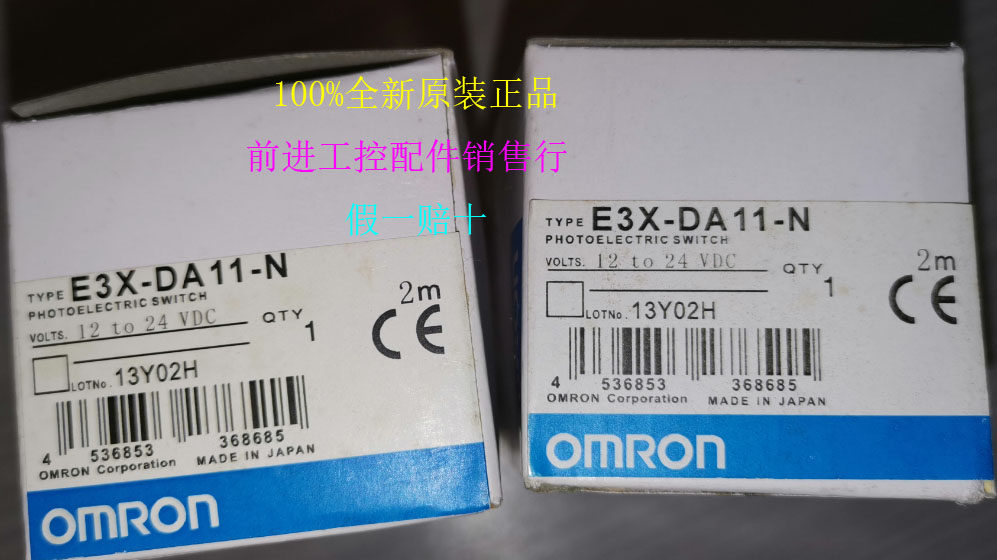 100%全新原装正品
前进工控配件销售行
假一赔十
TYPE E3X-DA11-N
PHOTOELECTRIC SWITCH
2m
VOLTS. 12 to 24 VDC
QTY 1
CE
LOTNo. 13Y02H
4 536853 368685
OMRON Corporation MADE IN JAPAN
OMRON
TYPE E3X-DA11-N
PHOTOELECTRIC SWITCH
2m
VOLTS. 12 to 24 VDC
QTY 1
CE
LOTNo. 13Y02H
4 536853 368685
OMRON Corporation MADE IN JAPAN
OMRON